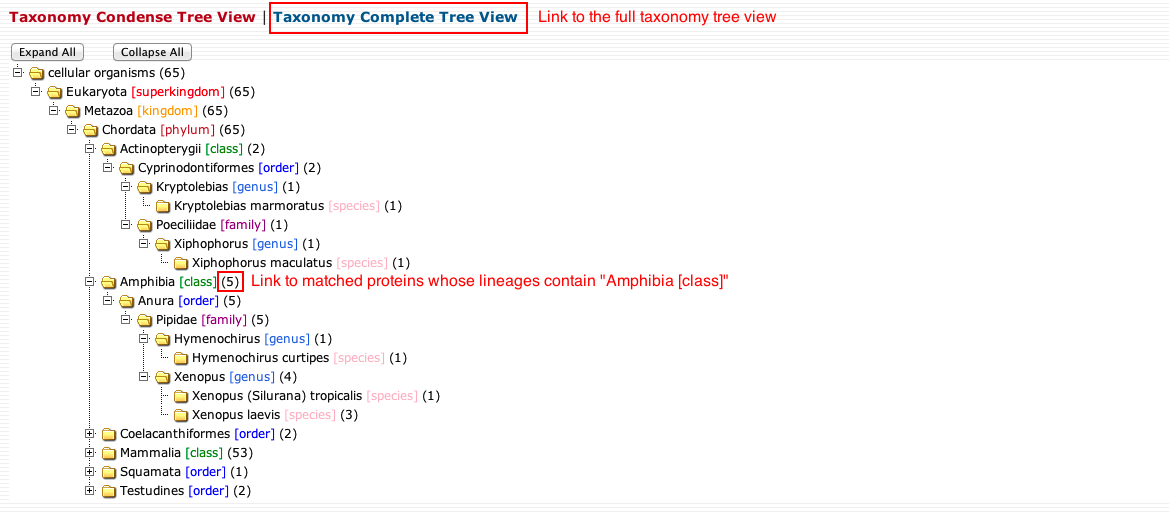 Taxonomy Condense Tree View | Taxonomy Complete Tree View Link to the full taxonomy tree view
Expand All Collapse All
cellular organisms (65)
Eukaryota [superkingdom] (65)
Metazoa [kingdom] (65)
Chordata [phylum] (65)
Actinopterygii [class] (2)
Cyprinodontiformes [order] (2)
Kryptolebias [genus] (1)
Kryptolebias marmoratus [species] (1)
Poeciliidae [family] (1)
Xiphophorus [genus] (1)
Xiphophorus maculatus [species] (1)
Amphibia [class] (5) Link to matched proteins whose lineages contain "Amphibia [class]"
Anura [order] (5)
Pipidae [family] (5)
Hymenochirus [genus] (1)
Hymenochirus curtipes [species] (1)
Xenopus [genus] (4)
Xenopus (Silurana) tropicalis [species] (1)
Xenopus laevis [species] (3)
Coelacanthiformes [order] (2)
Mammalia [class] (53)
Squamata [order] (1)
Testudines [order] (2)